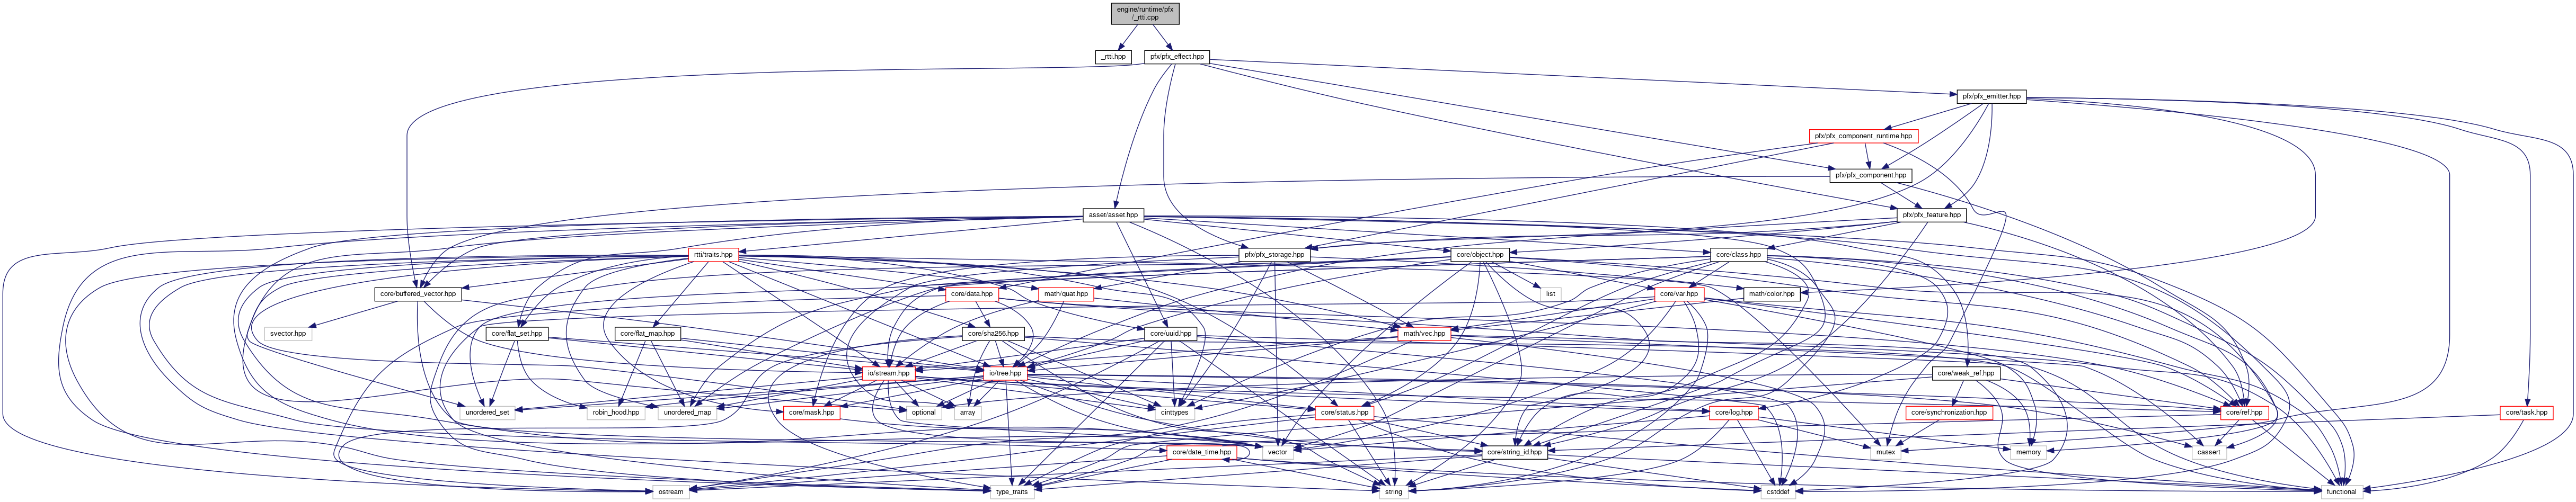 engine/runtime/pfx
/_rtti.cpp
_rtti.hpp
pfx/pfx_effect.hpp
pfx/pfx_emitter.hpp
pfx/pfx_component_runtime.hpp
pfx/pfx_component.hpp
asset/asset.hpp
pfx/pfx_feature.hpp
rtti/traits.hpp
pfx/pfx_storage.hpp
core/object.hpp
core/class.hpp
core/buffered_vector.hpp
core/data.hpp
math/quat.hpp
list
core/var.hpp
math/color.hpp
svector.hpp
core/flat_set.hpp
core/flat_map.hpp
core/sha256.hpp
core/uuid.hpp
math/vec.hpp
io/stream.hpp
io/tree.hpp
core/weak_ref.hpp
unordered_set
robin_hood.hpp
unordered_map
core/mask.hpp
optional
array
cinttypes
core/status.hpp
core/log.hpp
core/synchronization.hpp
core/ref.hpp
core/task.hpp
core/date_time.hpp
vector
core/string_id.hpp
mutex
memory
cassert
ostream
type_traits
string
cstddef
functional